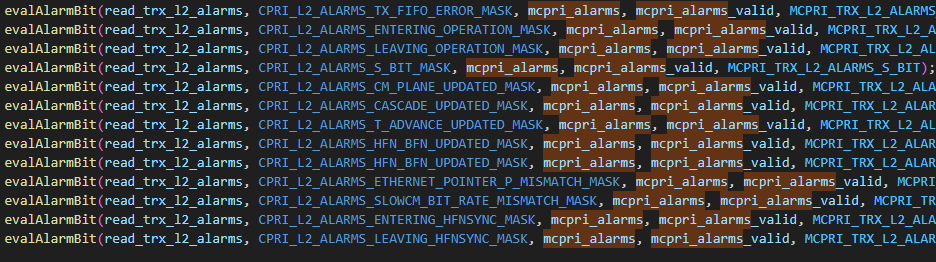 evalAlarmBit(read_trx_l2_alarms, CPRI_L2_ALARMS_TX_FIFO_ERROR_MASK, mcpri_alarms, mcpri_alarms_valid, MCPRI_TRX_L2_ALARMS
evalAlarmBit(read_trx_l2_alarms, CPRI_L2_ALARMS_ENTERING_OPERATION_MASK, mcpri_alarms, mcpri_alarms_valid, MCPRI_TRX_L2_A
evalAlarmBit(read_trx_l2_alarms, CPRI_L2_ALARMS_LEAVING_OPERATION_MASK, mcpri_alarms, mcpri_alarms_valid, MCPRI_TRX_L2_AL
evalAlarmBit(read_trx_l2_alarms, CPRI_L2_ALARMS_S_BIT_MASK, mcpri_alarms, mcpri_alarms_valid, MCPRI_TRX_L2_ALARMS_S_BIT);
evalAlarmBit(read_trx_l2_alarms, CPRI_L2_ALARMS_CM_PLANE_UPDATED_MASK, mcpri_alarms, mcpri_alarms_valid, MCPRI_TRX_L2_ALA
evalAlarmBit(read_trx_l2_alarms, CPRI_L2_ALARMS_CASCADE_UPDATED_MASK, mcpri_alarms, mcpri_alarms_valid, MCPRI_TRX_L2_ALAR
evalAlarmBit(read_trx_l2_alarms, CPRI_L2_ALARMS_T_ADVANCE_UPDATED_MASK, mcpri_alarms, mcpri_alarms_valid, MCPRI_TRX_L2_AL
evalAlarmBit(read_trx_l2_alarms, CPRI_L2_ALARMS_HFN_BFN_UPDATED_MASK, mcpri_alarms, mcpri_alarms_valid, MCPRI_TRX_L2_ALAR
evalAlarmBit(read_trx_l2_alarms, CPRI_L2_ALARMS_HFN_BFN_UPDATED_MASK, mcpri_alarms, mcpri_alarms_valid, MCPRI_TRX_L2_ALAR
evalAlarmBit(read_trx_l2_alarms, CPRI_L2_ALARMS_ETHERNET_POINTER_P_MISMATCH_MASK, mcpri_alarms, mcpri_alarms_valid, MCPRI
evalAlarmBit(read_trx_l2_alarms, CPRI_L2_ALARMS_SLOWCM_BIT_RATE_MISMATCH_MASK, mcpri_alarms, mcpri_alarms_valid, MCPRI_TR
evalAlarmBit(read_trx_l2_alarms, CPRI_L2_ALARMS_ENTERING_HFNSYNC_MASK, mcpri_alarms, mcpri_alarms_valid, MCPRI_TRX_L2_ALA
evalAlarmBit(read_trx_l2_alarms, CPRI_L2_ALARMS_LEAVING_HFNSYNC_MASK, mcpri_alarms, mcpri_alarms_valid, MCPRI_TRX_L2_ALAR